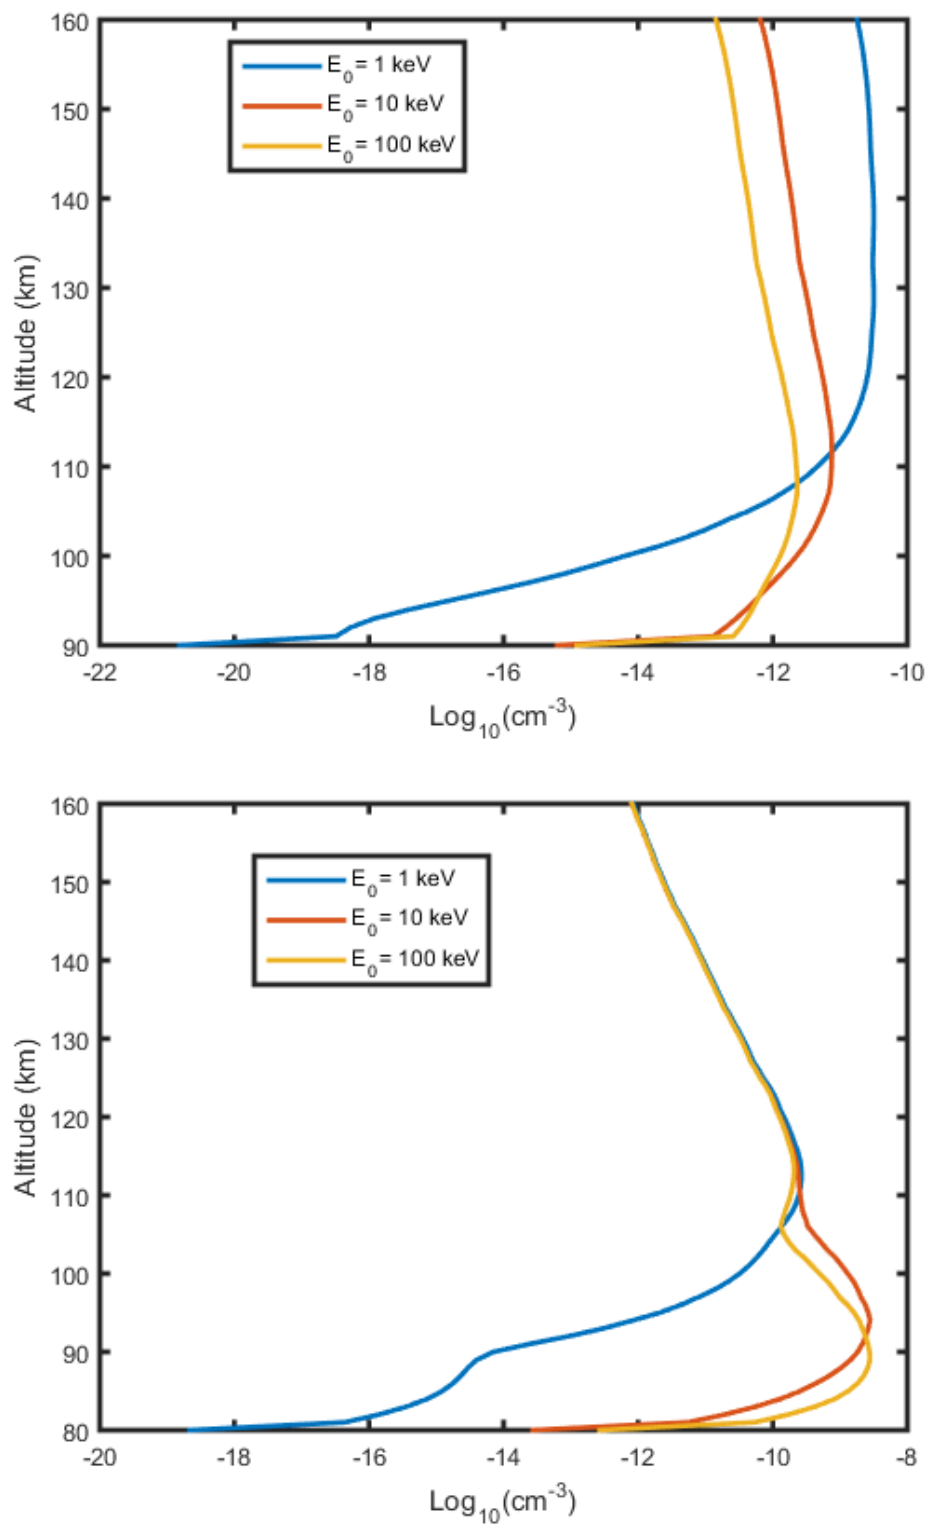 160
150
140
130
120
110
100
90
Altitude (km)
E0= 1 keV
E0= 10 keV
E0= 100 keV
-22 -20 -18 -16 -14 -12 -10
Log10(cm-3)
160
150
140
130
120
110
100
90
80
Altitude (km)
E0= 1 keV
E0= 10 keV
E0= 100 keV
-20 -18 -16 -14 -12 -10 -8
Log10(cm-3)